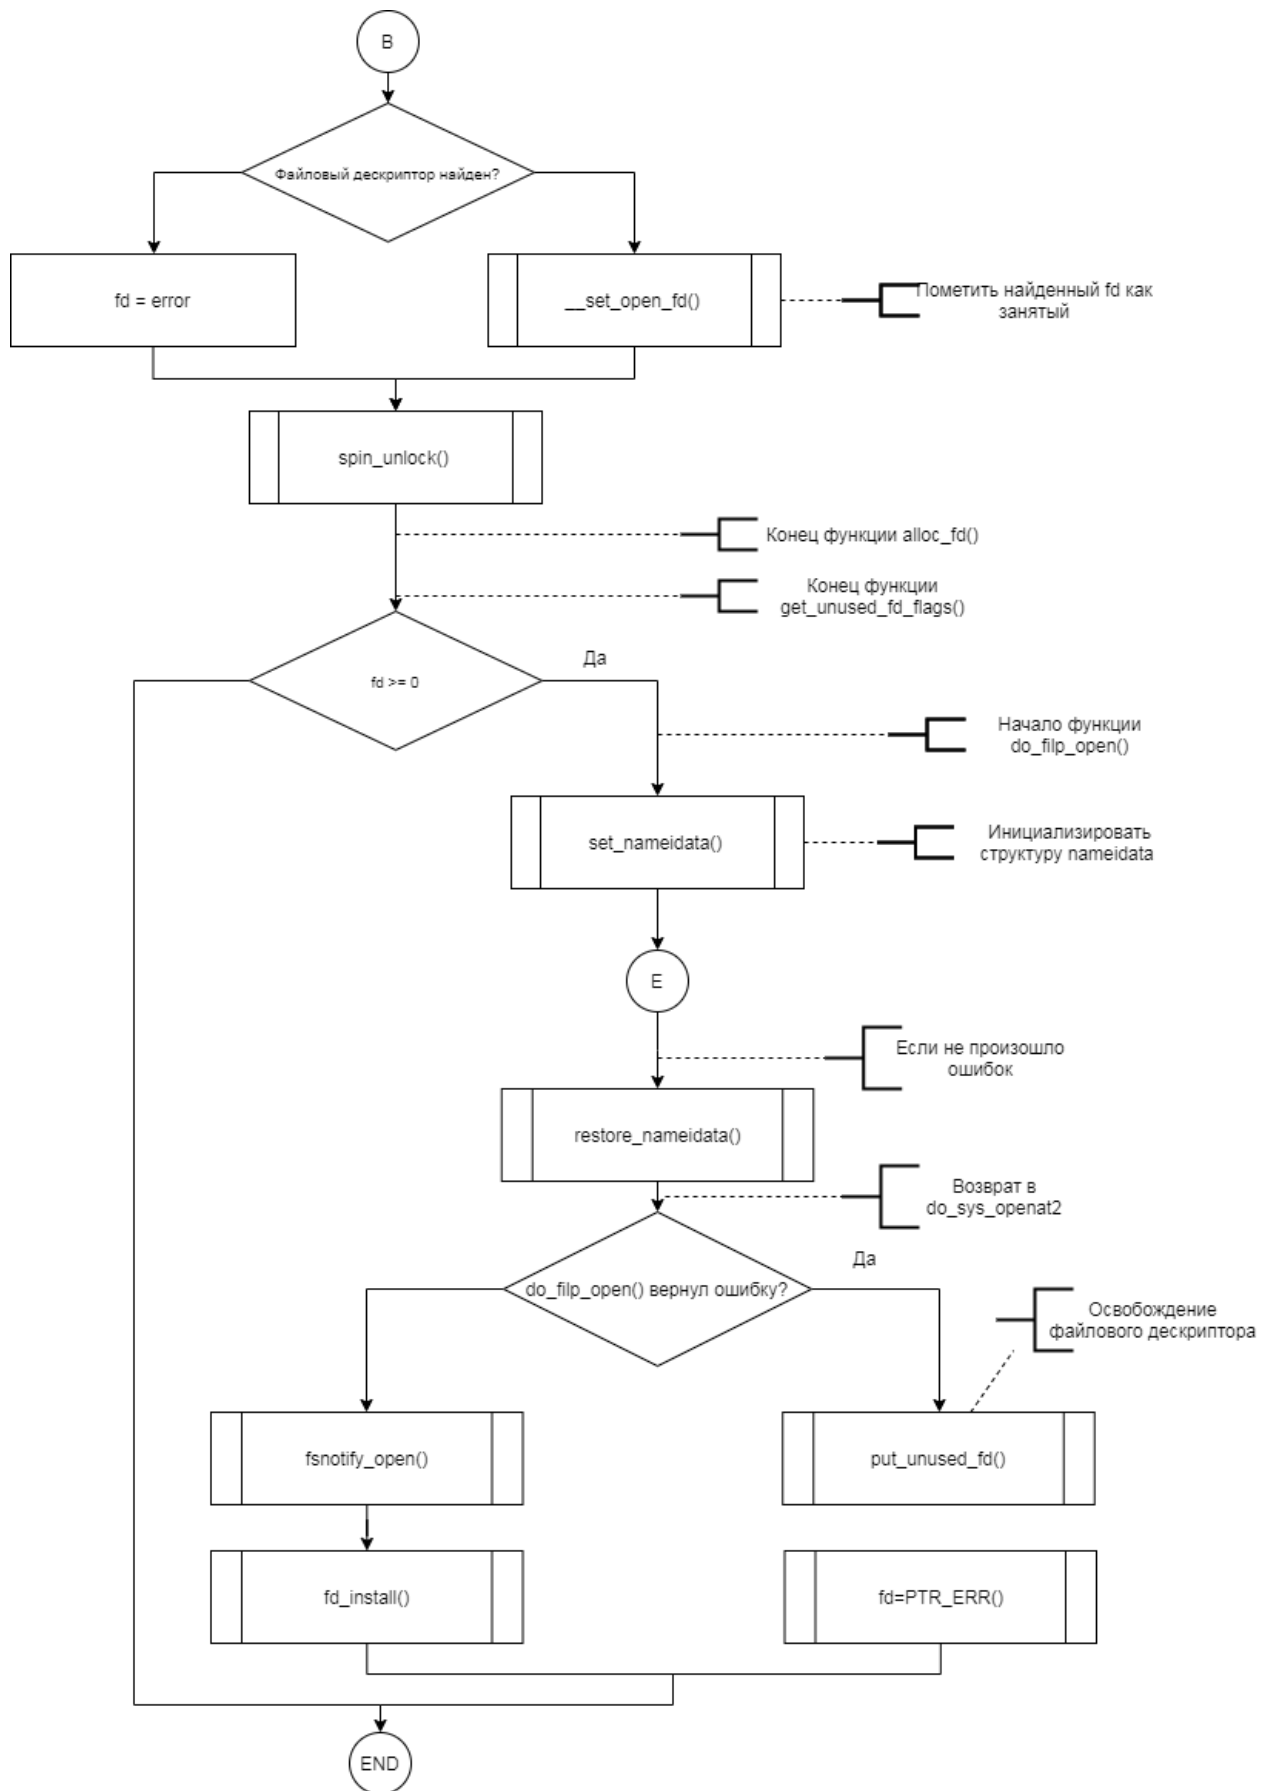 B
Файловый дескриптор найден?
fd = error
__set_open_fd()
Пометить найденный fd как
занятый
spin_unlock()
Конец функции alloc_fd()
Конец функции
get_unused_fd_flags()
Да
fd >= 0
Начало функции
do_filp_open()
set_nameidata()
Инициализировать
структуру nameidata
E
Если не произошло
ошибок
restore_nameidata()
Возврат в
do_sys_openat2
Да
do_filp_open() вернул ошибку?
Освобождение
файлового дескриптора
fsnotify_open()
put_unused_fd()
fd_install()
fd=PTR_ERR()
END